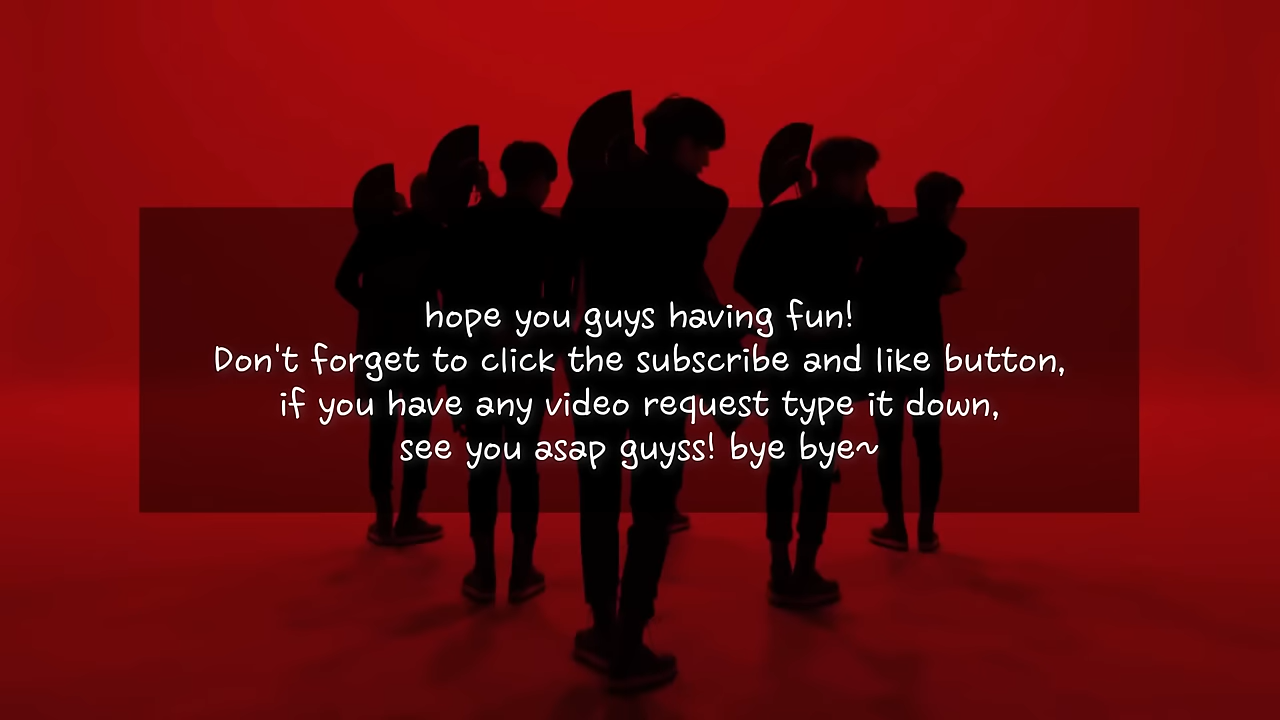 hope you guys having fun!
Don't forget to click the subscribe and like button,
if you have any video request type it down,
see you asap guyss! bye bye~